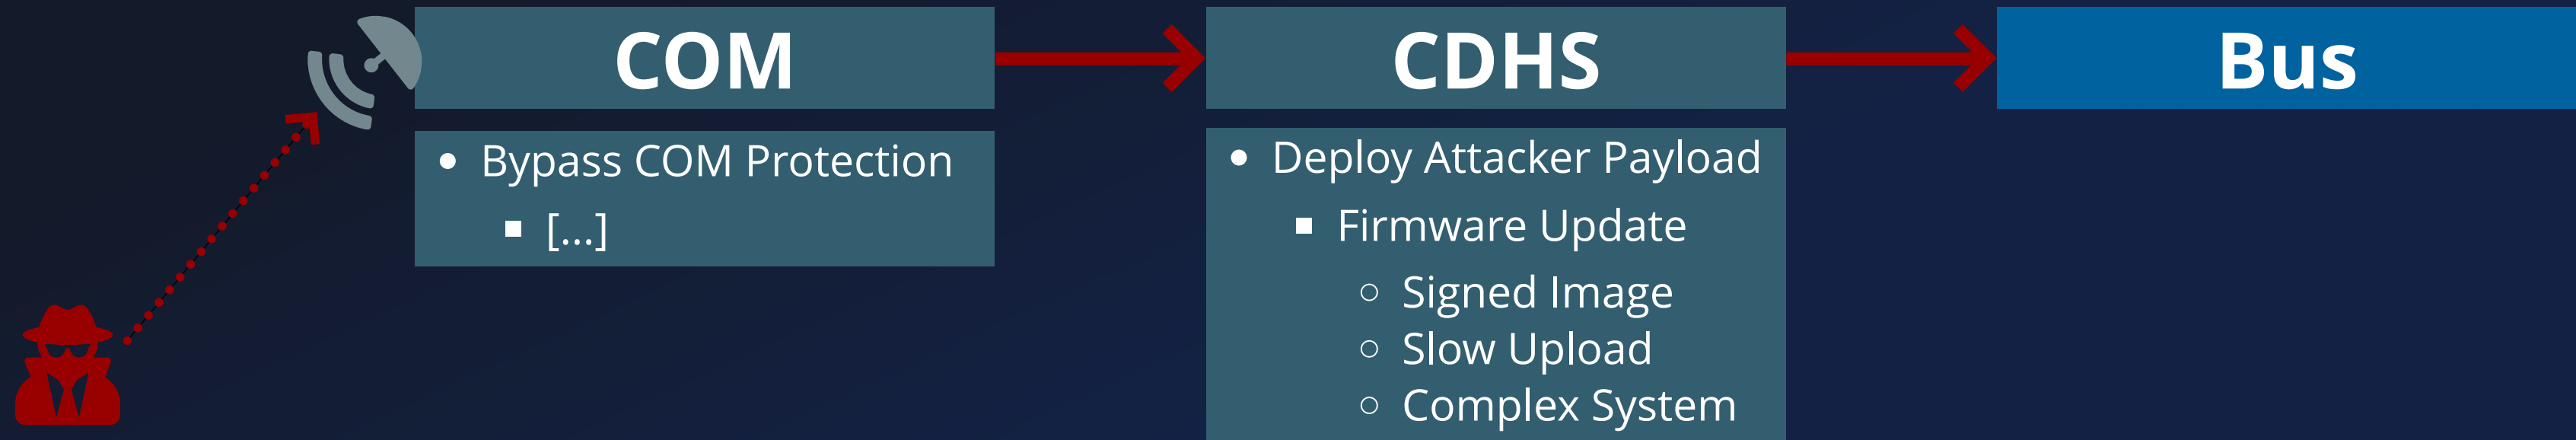 COM
CDHS
Bus
Bypass COM Protection
[...]
Deploy Attacker Payload
Firmware Update
Signed Image
Slow Upload
Complex System